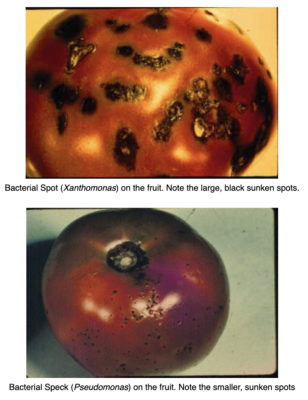 Bacterial Spot (Xanthomonas) on the fruit. Note the large, black sunken spots.
Bacterial Speck (Pseudomonas) on the fruit. Note the smaller, sunken spots